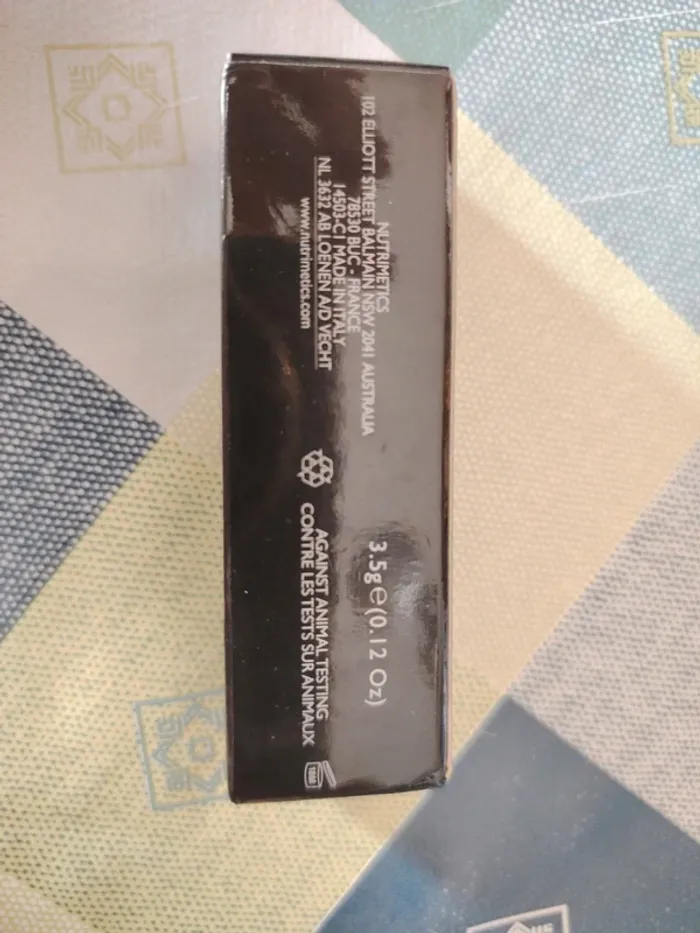 NUTRIMETICS
102 ELLIOTT STREET BALMAIN NSW 2041 AUSTRALIA
78530 BUC - FRANCE
14503-C1 MADE IN ITALY
NL 3632 AB LOENEN A/D VECHT
www.nutrimetics.com
3.5g e (0.12 Oz)
AGAINST ANIMAL TESTING
CONTRE LES TESTS SUR ANIMAUX